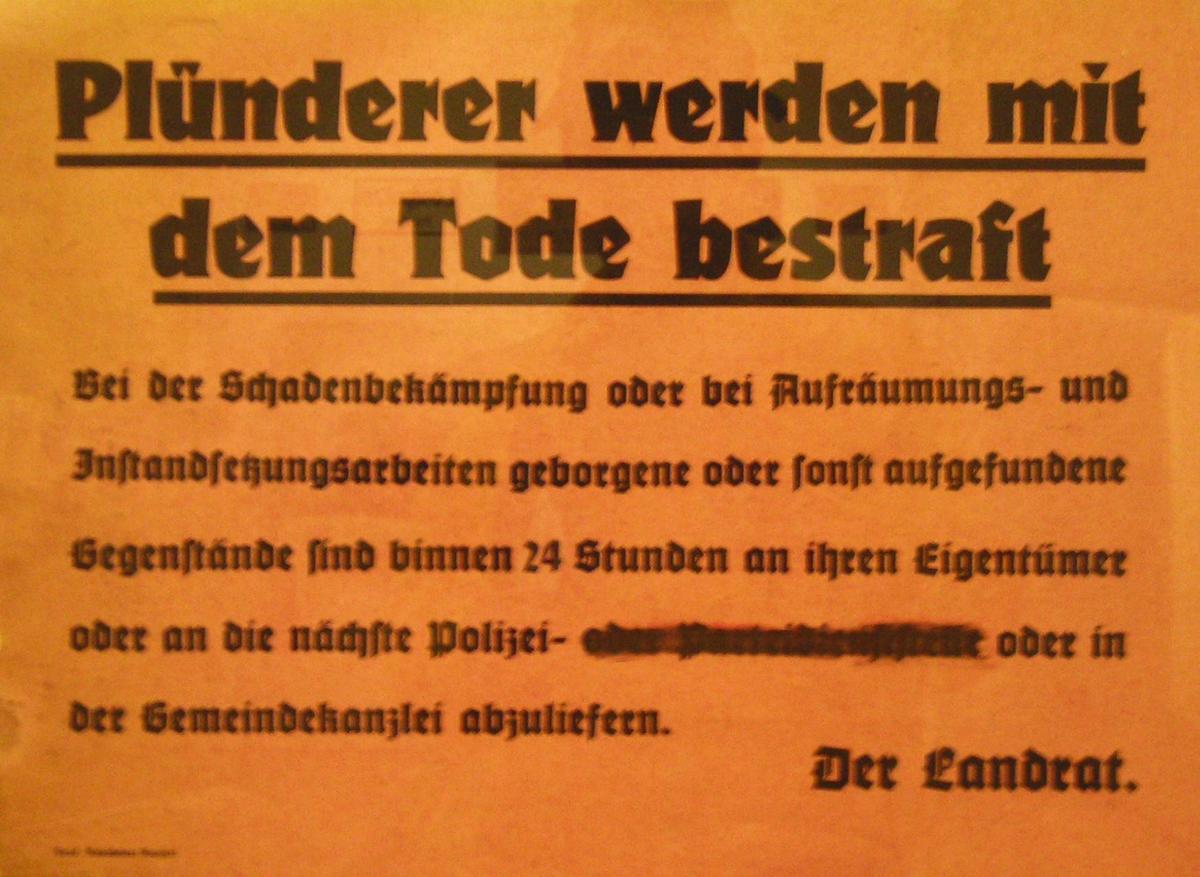 Plünderer werden mit
dem Tode bestraft
Bei der Schadenbekämpfung oder bei Aufräumungs- und
Inſtandſetzungsarbeiten geborgene oder ſonſt aufgefundene
Gegenſtände ſind binnen 24 Stunden an ihren Eigentümer
oder an die nächſte Polizei- oder in
der Gemeindekanzlei abzuliefern.
Der Landrat.